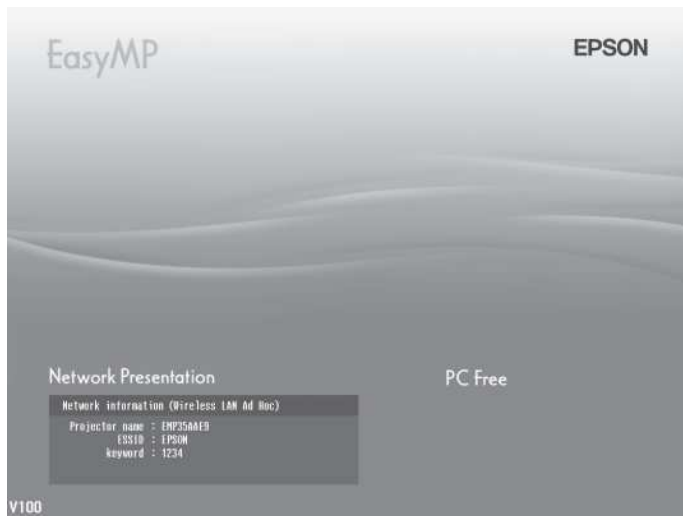 EasyMP
EPSON
Network Presentation
PC Free
Network information (Wireless LAN Ad Hoc)
Projector name : EMP35AAE9
ESSID : EPSON
keyword : 1234
V100